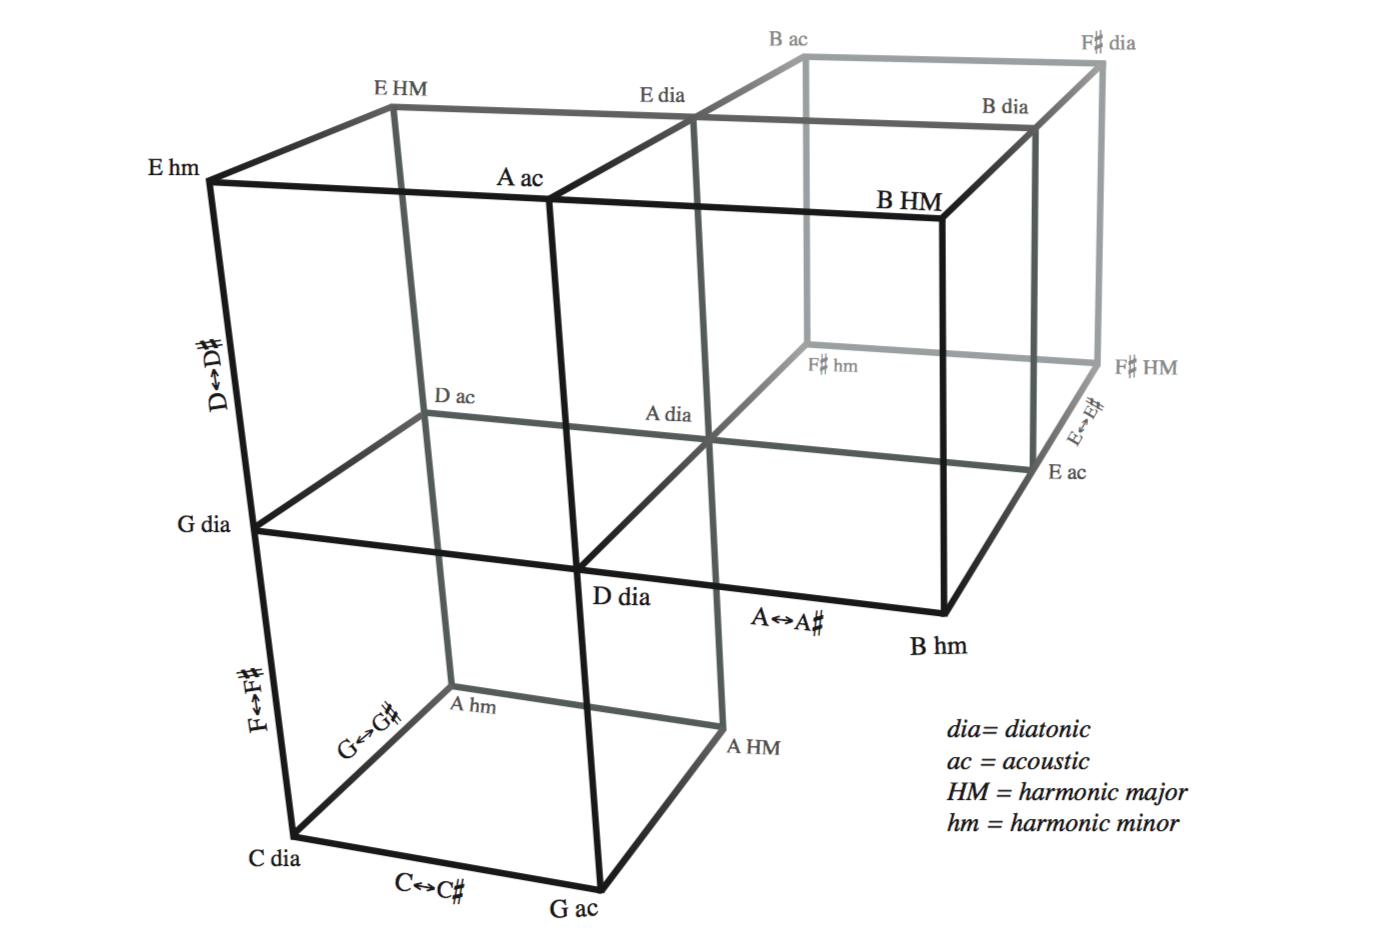 B ac
F♯ dia
E HM
E dia
B dia
E hm
A ac
B HM
D↔D♯
F♯ hm
F♯ HM
D ac
A dia
E↔E♯
E ac
G dia
D dia
A↔A♯
B hm
F↔F♯
G↔G♯
A hm
A HM
C dia
C↔C♯
G ac
dia= diatonic
ac = acoustic
HM = harmonic major
hm = harmonic minor